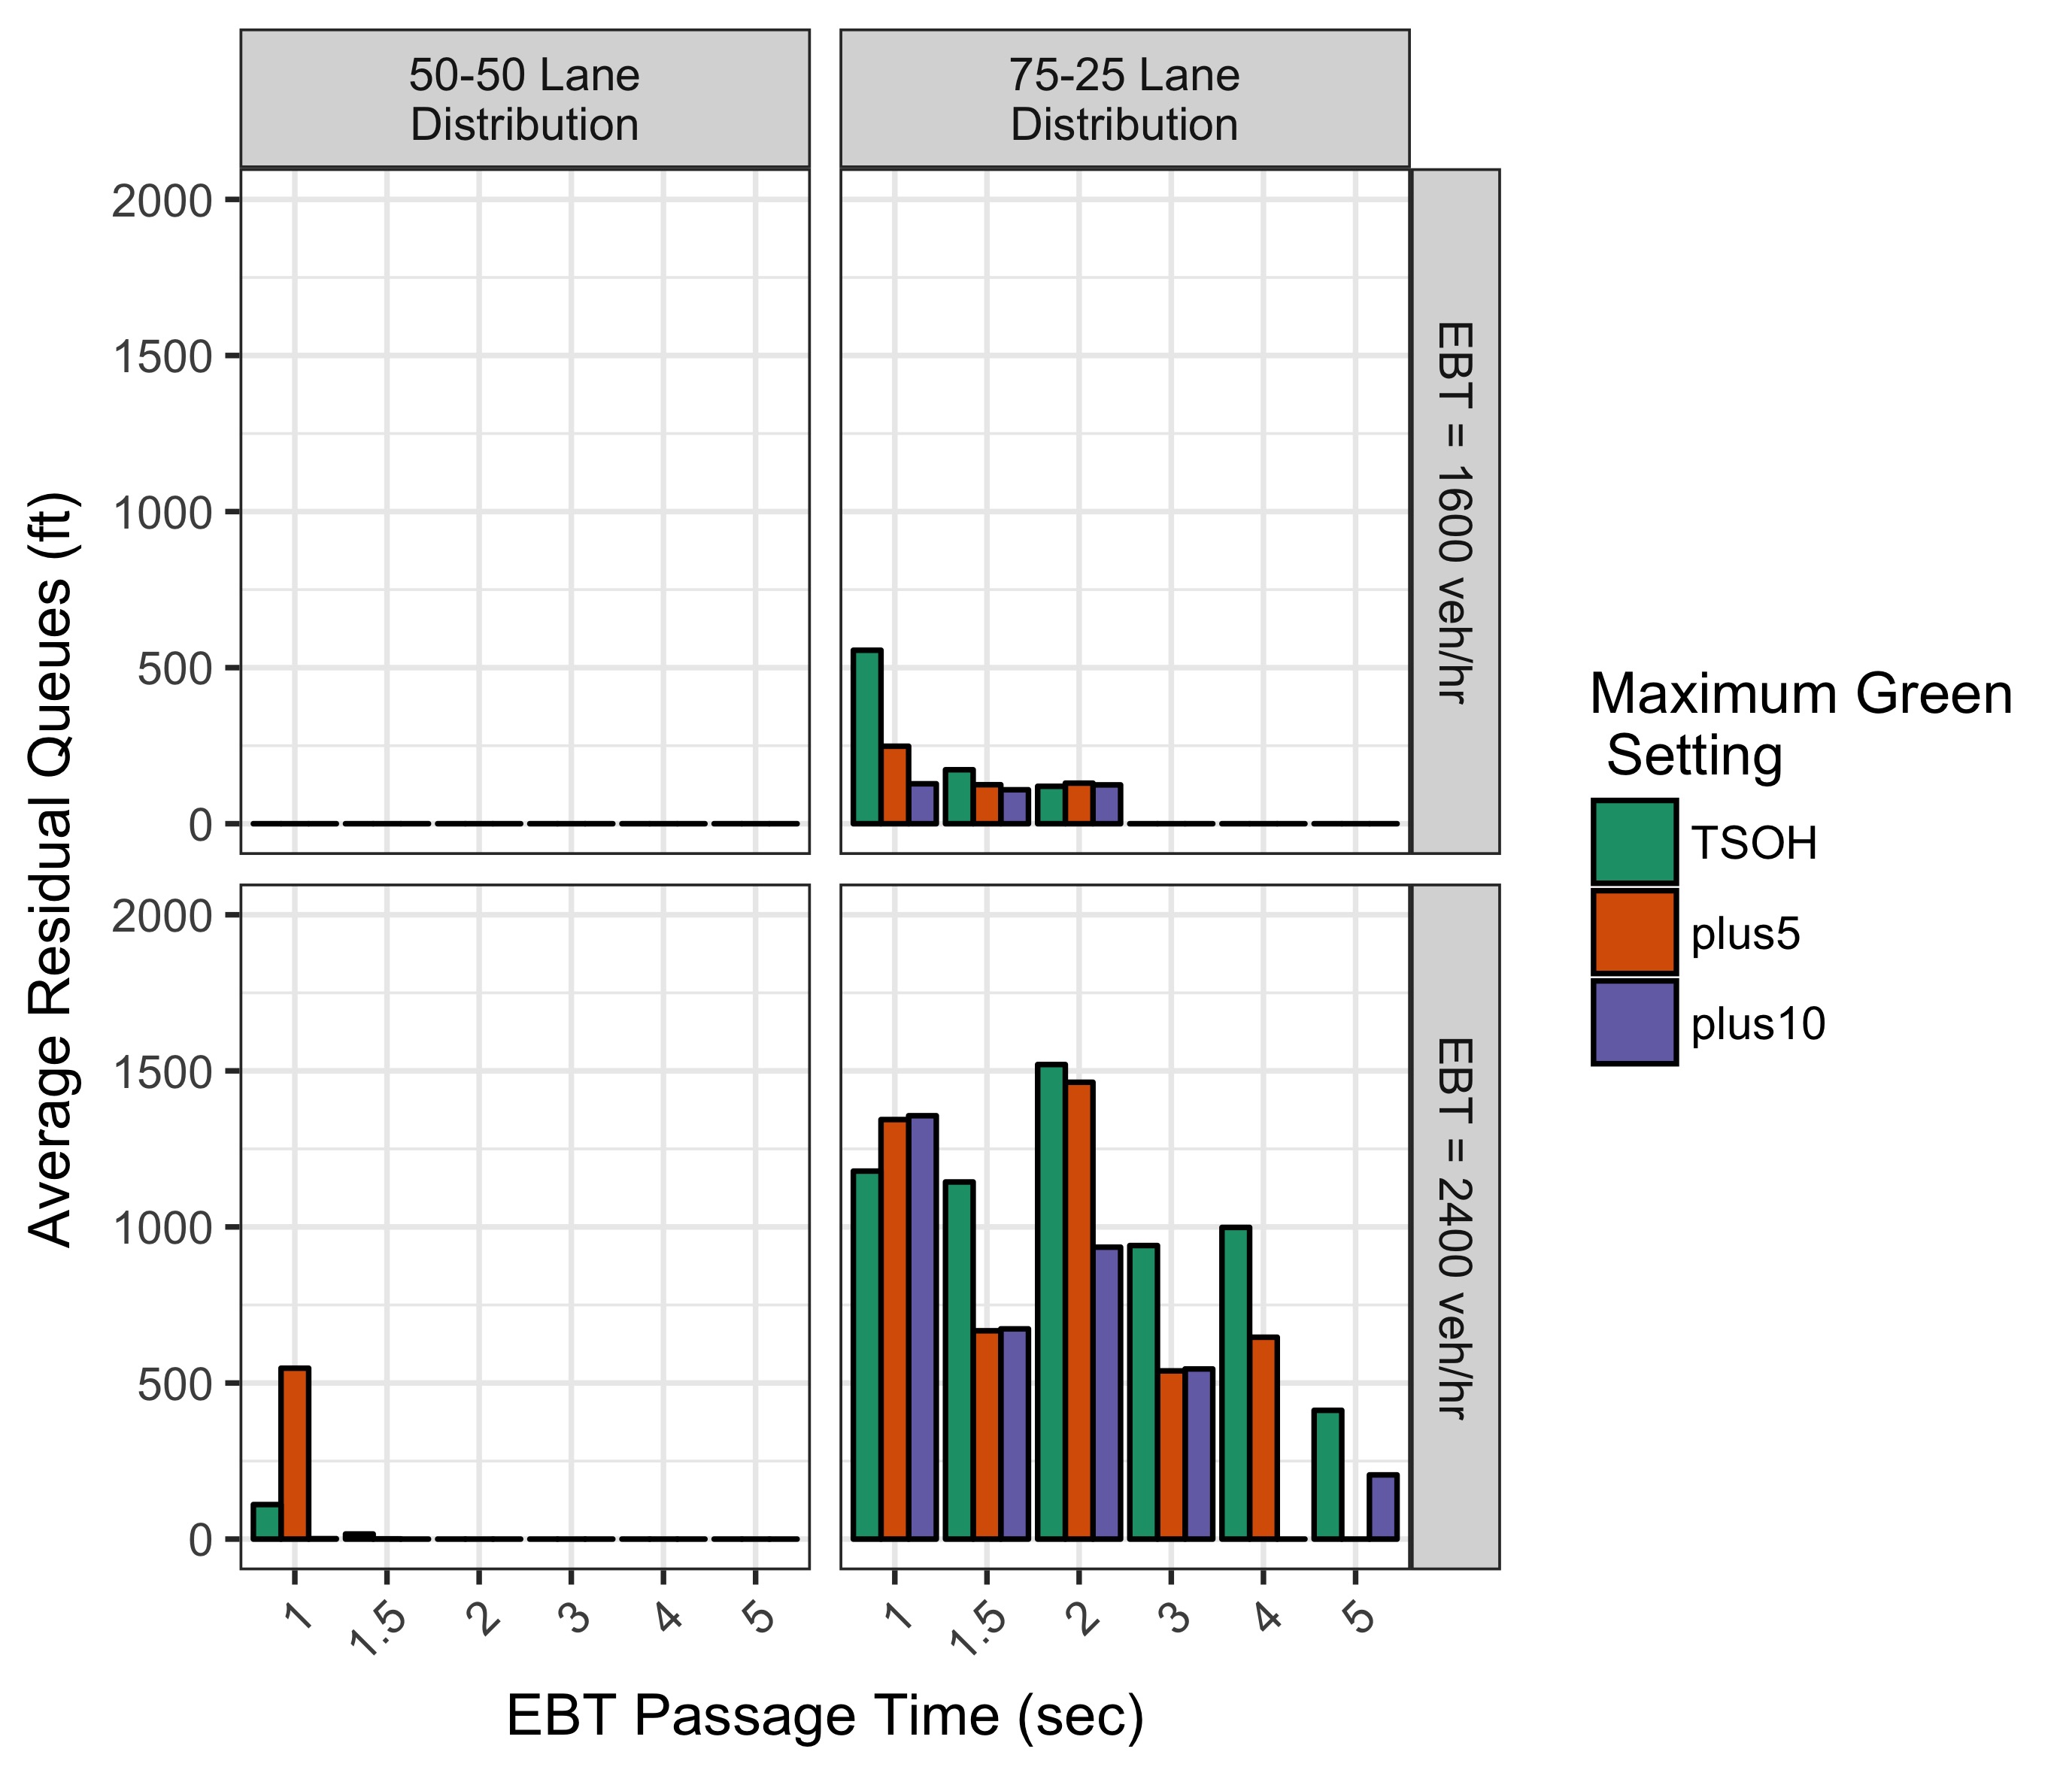 50-50 Lane
Distribution
75-25 Lane
Distribution
2000
1500
1000
500
0
EBT = 1600 veh/hr
2000
1500
1000
500
0
EBT = 2400 veh/hr
Average Residual Queues (ft)
1
1.5
2
3
4
5
1
1.5
2
3
4
5
EBT Passage Time (sec)
Maximum Green
Setting
TSOH
plus5
plus10